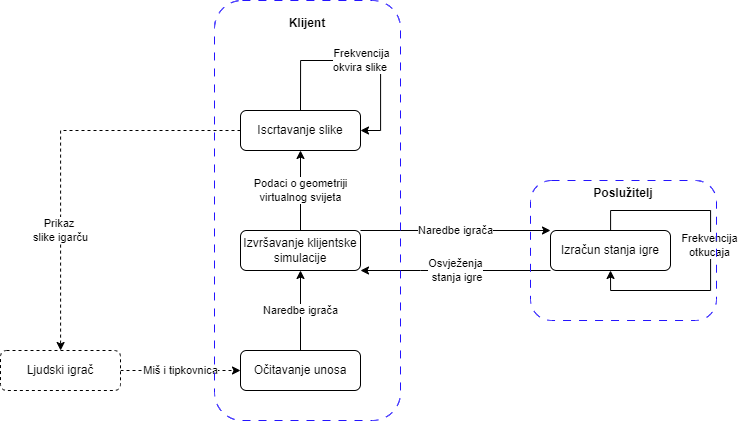 Klijent
Frekvencija
okvira slike
Iscrtavanje slike
Podaci o geometriji
virtualnog svijeta
Poslužitelj
Prikaz
slike igarču
Naredbe igrača
Izvršavanje klijentske
simulacije
Izračun stanja igre
Frekvencija
otkucaja
Osvježenja
stanja igre
Naredbe igrača
Ljudski igrač
Miš i tipkovnica
Očitavanje unosa